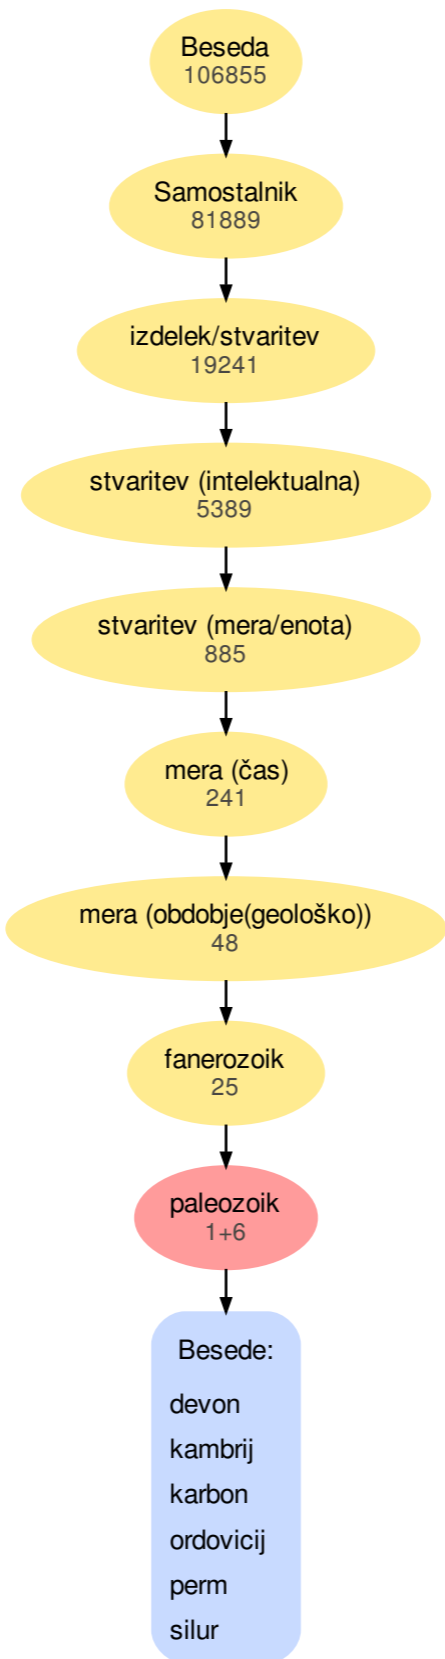 Beseda
106855
Samostalnik
81889
izdelek/stvaritev
19241
stvaritev (intelektualna)
5389
stvaritev (mera/enota)
885
mera (čas)
241
mera (obdobje(geološko))
48
fanerozoik
25
paleozoik
1+6
Besede:
devon
kambrij
karbon
ordovicij
perm
silur